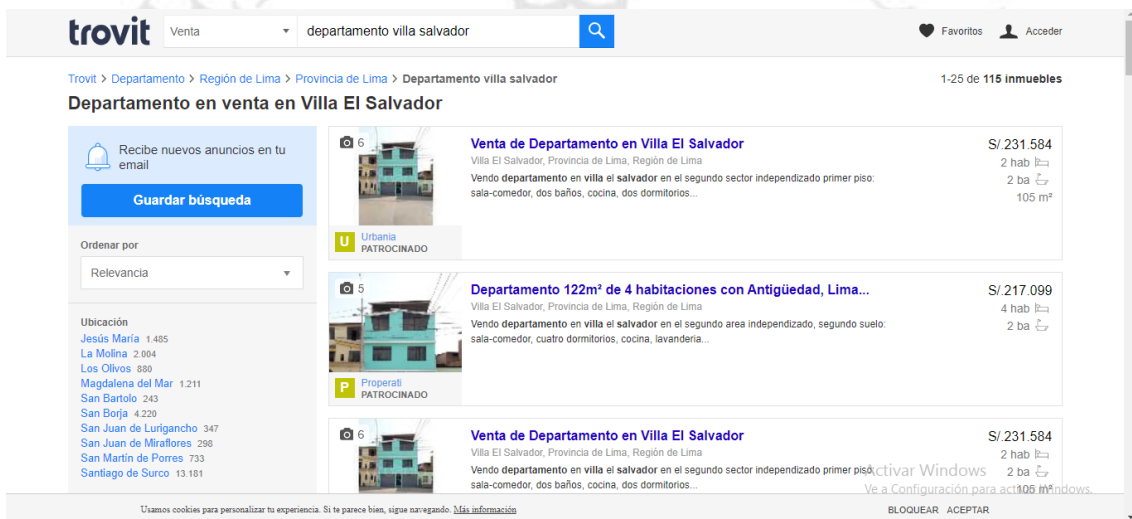 trovit
Venta
departamento villa salvador
Favoritos
Acceder
Trovit > Departamento > Región de Lima > Provincia de Lima > Departamento villa salvador
1-25 de 115 inmuebles
Departamento en venta en Villa El Salvador
Recibe nuevos anuncios en tu
email
Guardar búsqueda
Ordenar por
Relevancia
Ubicación
Jesús María 1.485
La Molina 2.004
Los Olivos 880
Magdalena del Mar 1.211
San Bartolo 243
San Borja 4.220
San Juan de Lurigancho 347
San Juan de Miraflores 298
San Martín de Porres 733
Santiago de Surco 13.181
6
Venta de Departamento en Villa El Salvador
Villa El Salvador, Provincia de Lima, Región de Lima
Vendo departamento en villa el salvador en el segundo sector independizado primer piso:
sala-comedor, dos baños, cocina, dos dormitorios...
S/.231.584
2 hab
2 ba
105 m²
U
Urbania
PATROCINADO
5
Departamento 122m² de 4 habitaciones con Antigüedad, Lima...
Villa El Salvador, Provincia de Lima, Región de Lima
Vendo departamento en villa el salvador en el segundo area independizado, segundo suelo:
sala-comedor, cuatro dormitorios, cocina, lavanderia...
S/.217.099
4 hab
2 ba
P
Properati
PATROCINADO
6
Venta de Departamento en Villa El Salvador
Villa El Salvador, Provincia de Lima, Región de Lima
Vendo departamento en villa el salvador en el segundo sector independizado primer piso:
sala-comedor, dos baños, cocina, dos dormitorios...
S/.231.584
2 hab
2 ba
105 m²
Activar Windows
Ve a Configuración para activar Windows.
Usamos cookies para personalizar tu experiencia. Si te parece bien, sigue navegando. Más información
BLOQUEAR ACEPTAR